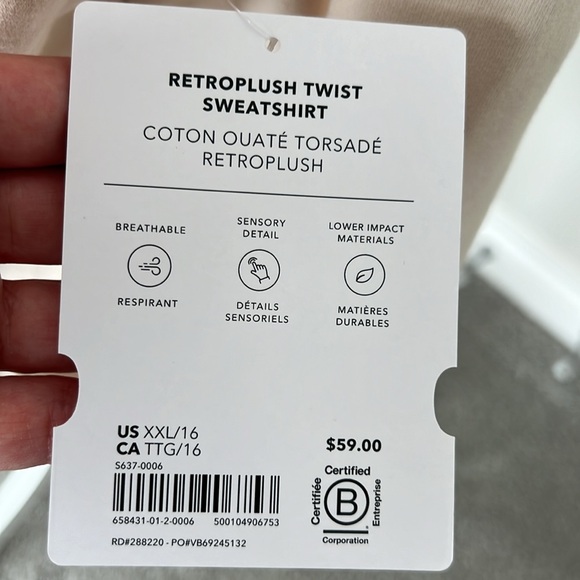 RETROPLUSH TWIST
SWEATSHIRT
COTON OUATÉ TORSADÉ
RETROPLUSH
BREATHABLE
RESPIRANT
SENSORY
DETAIL
DÉTAILS
SENSORIELS
LOWER IMPACT
MATERIALS
MATIÈRES
DURABLES
US XXL/16
CA TTG/16
$59.00
S637-0006
658431-01-2-0006 500104906753
RD#288220 - PO#VB69245132
Certified
Certifiée
B
Entreprise
Corporation